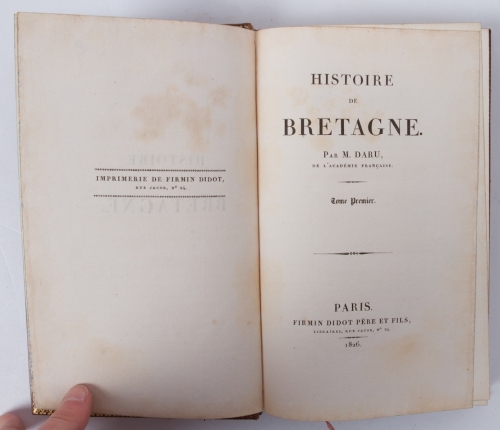 IMPRIMERIE DE FIRMIN DIDOT,
RUE JACOB, Nº 24.
HISTOIRE
DE
BRETAGNE.
PAR M. DARU,
DE L'ACADÉMIE FRANÇAISE.
Tome Premier.
PARIS.
FIRMIN DIDOT PÈRE ET FILS,
LIBRAIRES, RUE JACOB, Nº 24.
1826.